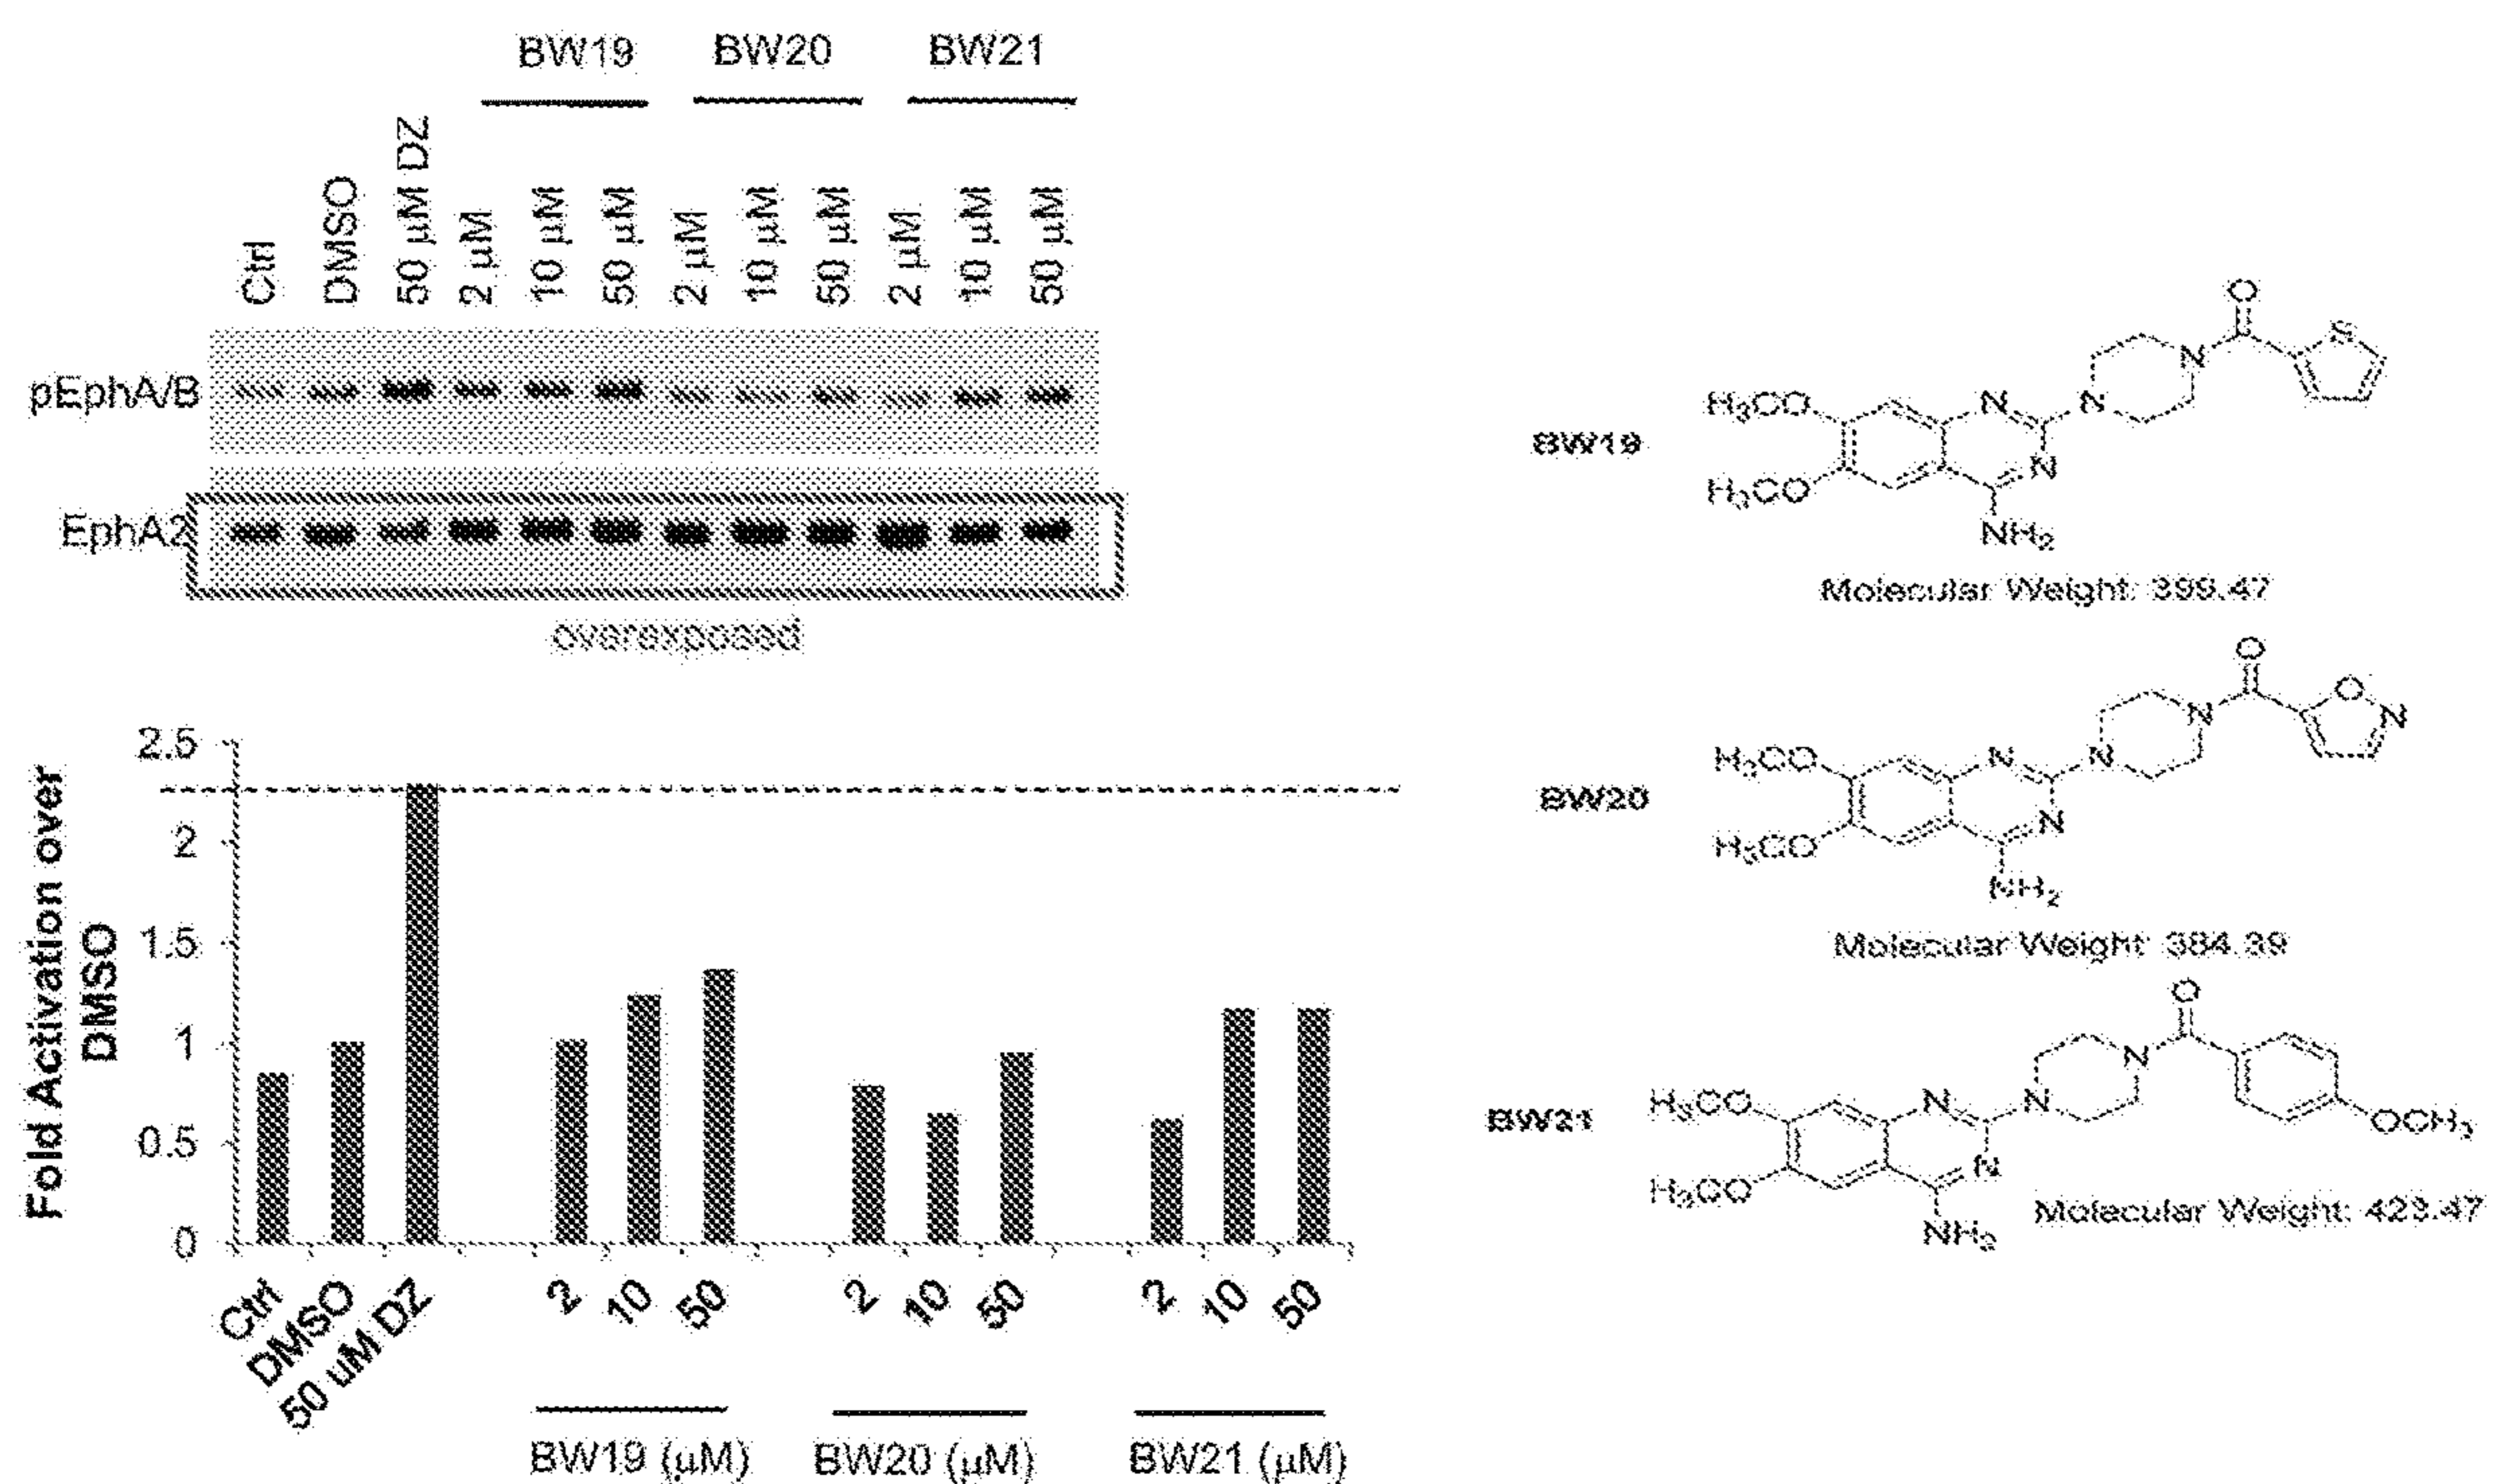 BW19 BW20 BW21
Ctrl DMSO 50 µM DZ 2 µM 10 µM 50 µM 2 µM 10 µM 50 µM 2 µM 10 µM 50 µM
pEphA/B
EphA2
overexposed
Fold Activation over
DMSO
2.5
2
1.5
1
0.5
0
Ctrl DMSO 50 uM DZ 2 10 50 2 10 50 2 10 50
BW19 (µM) BW20 (µM) BW21 (µM)
O
S
N
H₃CO N N
BW19
N
H₃CO
NH₂
Molecular Weight: 399.47
O
O
N N
H₃CO N N
BW20
N
H₃CO
NH₂
Molecular Weight: 384.39
O
N
H₃CO N N
BW21 OCH₃
N
H₃CO
NH₂
Molecular Weight: 423.47